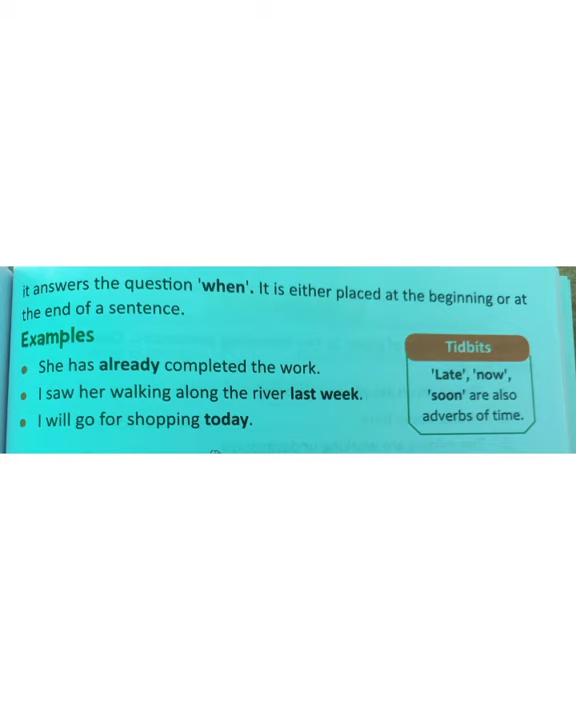 it answers the question 'when'. It is either placed at the beginning or at
the end of a sentence.
Examples
• She has already completed the work.
• I saw her walking along the river last week.
• I will go for shopping today.
Tidbits
'Late', 'now',
'soon' are also
adverbs of time.